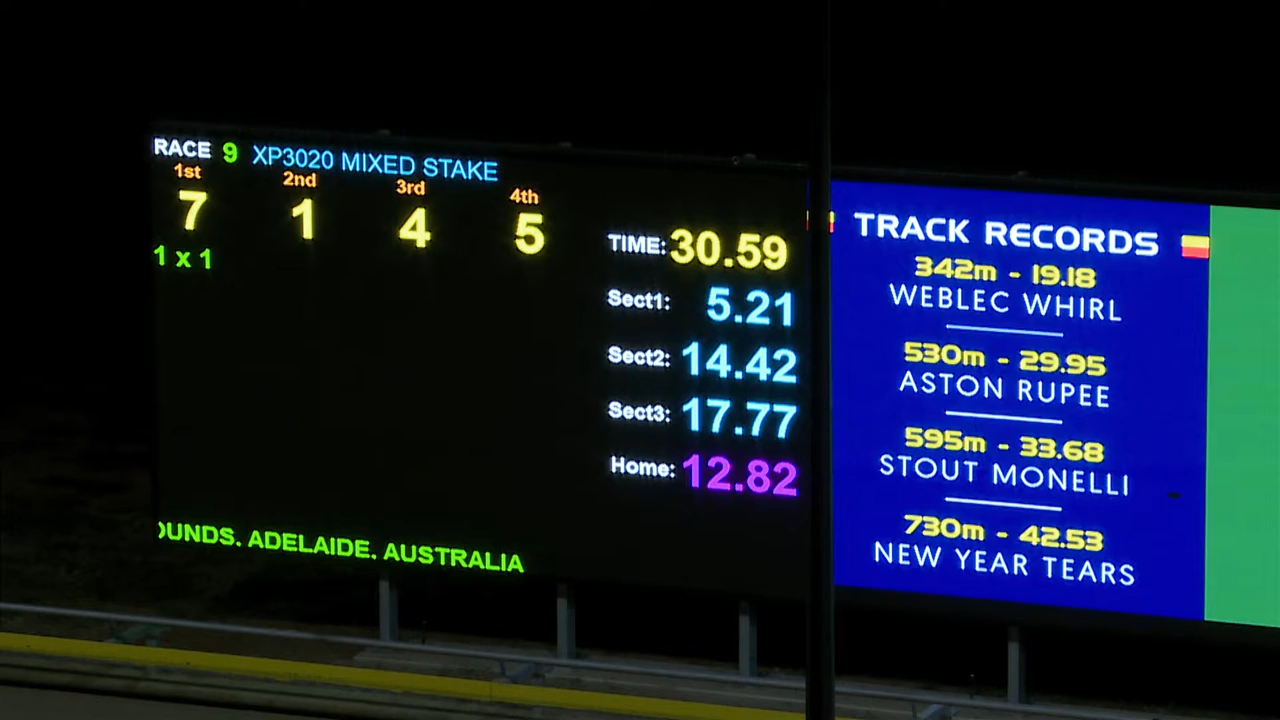 RACE 9 XP3020 MIXED STAKE
1st 2nd 3rd 4th
7 1 4 5
1 x 1
TIME: 30.59
Sect1: 5.21
Sect2: 14.42
Sect3: 17.77
Home: 12.82
OUNDS. ADELAIDE. AUSTRALIA
TRACK RECORDS
342m - 19.18
WEBLEC WHIRL
530m - 29.95
ASTON RUPEE
595m - 33.68
STOUT MONELLI
730m - 42.53
NEW YEAR TEARS